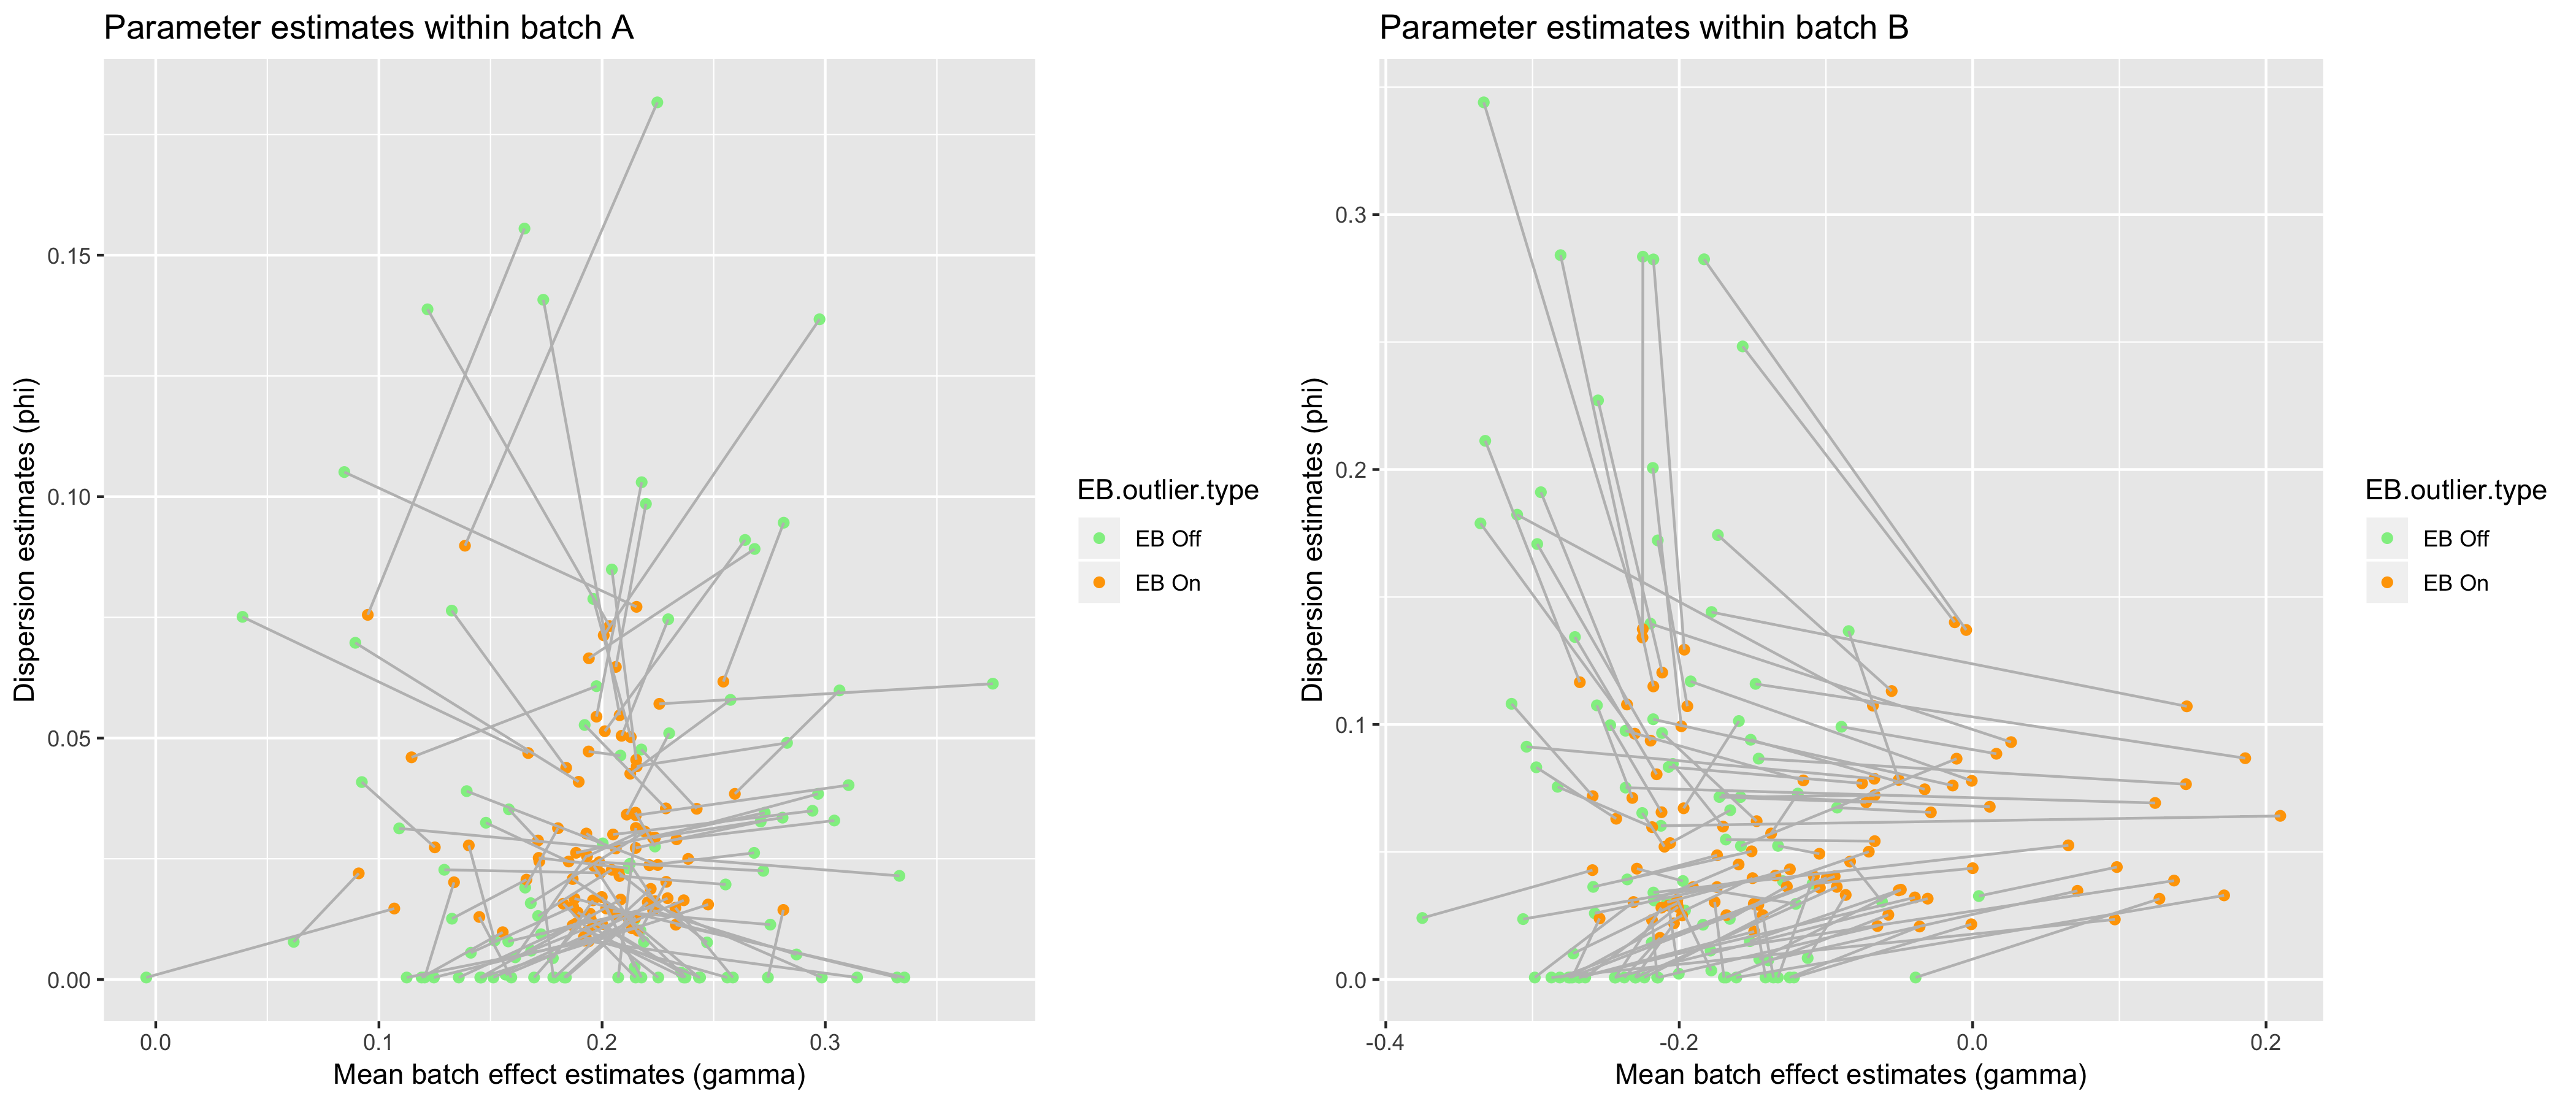 Parameter estimates within batch A
Dispersion estimates (phi)
0.15
0.10
0.05
0.00
0.0 0.1 0.2 0.3
Mean batch effect estimates (gamma)
EB.outlier.type
EB Off
EB On
Parameter estimates within batch B
Dispersion estimates (phi)
0.3
0.2
0.1
0.0
-0.4 -0.2 0.0 0.2
Mean batch effect estimates (gamma)
EB.outlier.type
EB Off
EB On